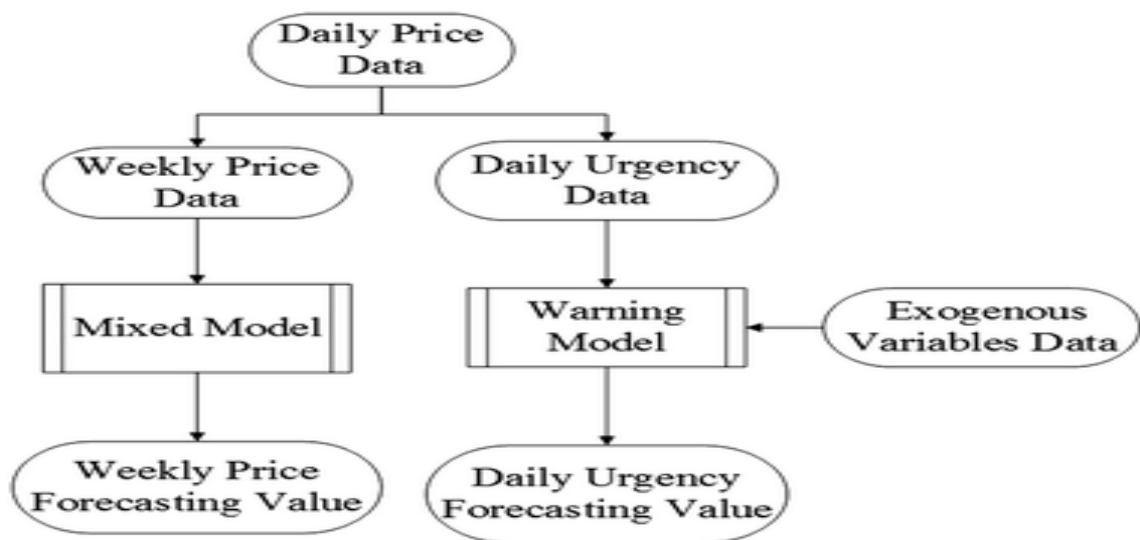 Daily Price
Data
Weekly Price
Data
Daily Urgency
Data
Mixed Model
Warning
Model
Exogenous
Variables Data
Weekly Price
Forecasting Value
Daily Urgency
Forecasting Value